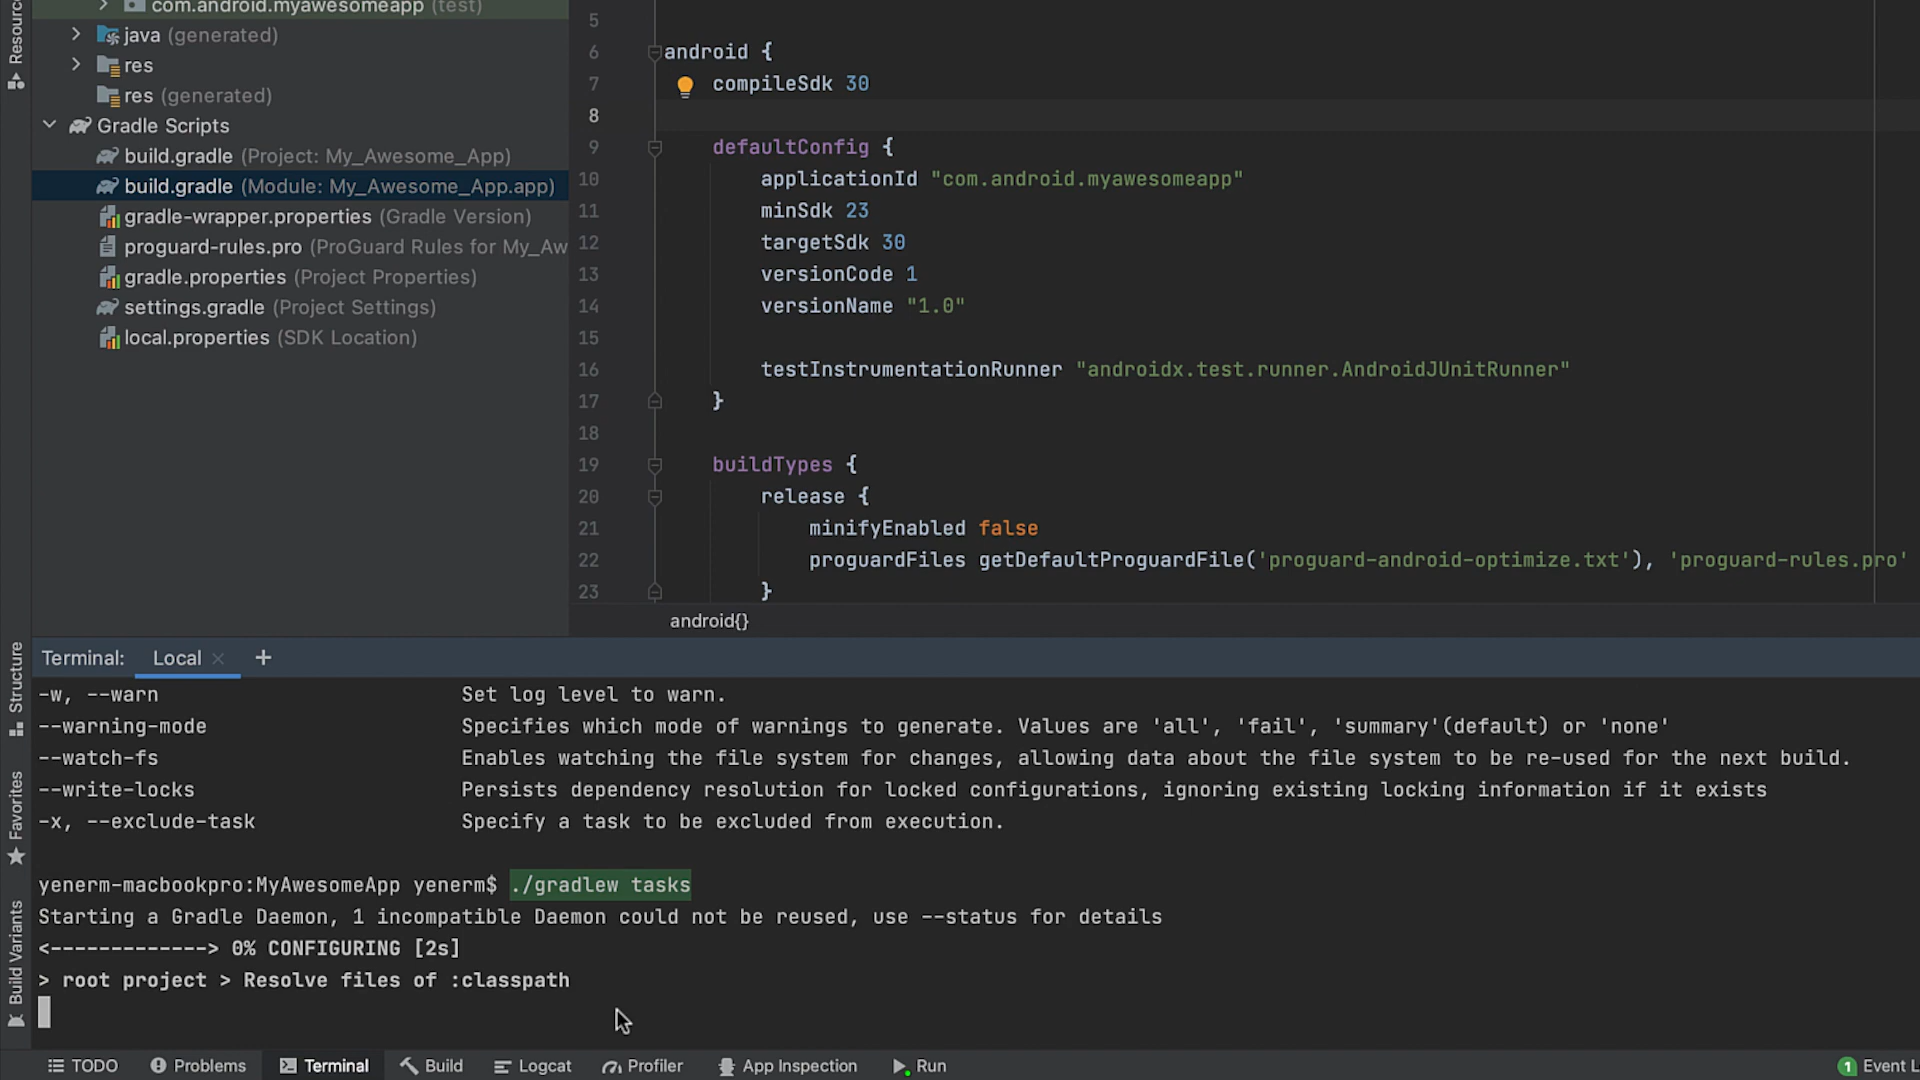 com.android.myawesomeapp (test)
java (generated)
res
res (generated)
Gradle Scripts
build.gradle (Project: My_Awesome_App)
build.gradle (Module: My_Awesome_App.app)
gradle-wrapper.properties (Gradle Version)
proguard-rules.pro (ProGuard Rules for My_Aw
gradle.properties (Project Properties)
settings.gradle (Project Settings)
local.properties (SDK Location)
5
6 android {
7 compileSdk 30
8
9 defaultConfig {
10 applicationId "com.android.myawesomeapp"
11 minSdk 23
12 targetSdk 30
13 versionCode 1
14 versionName "1.0"
15
16 testInstrumentationRunner "androidx.test.runner.AndroidJUnitRunner"
17 }
18
19 buildTypes {
20 release {
21 minifyEnabled false
22 proguardFiles getDefaultProguardFile('proguard-android-optimize.txt'), 'proguard-rules.pro'
23 }
android{}
Structure
Favorites
Build Variants
Terminal: Local +
-w, --warn Set log level to warn.
--warning-mode Specifies which mode of warnings to generate. Values are 'all', 'fail', 'summary'(default) or 'none'
--watch-fs Enables watching the file system for changes, allowing data about the file system to be re-used for the next build.
--write-locks Persists dependency resolution for locked configurations, ignoring existing locking information if it exists
-x, --exclude-task Specify a task to be excluded from execution.
yenerm-macbookpro:MyAwesomeApp yenerm$ ./gradlew tasks
Starting a Gradle Daemon, 1 incompatible Daemon could not be reused, use --status for details
<-------------> 0% CONFIGURING [2s]
> root project > Resolve files of :classpath
TODO Problems Terminal Build Logcat Profiler App Inspection Run 1 Event L